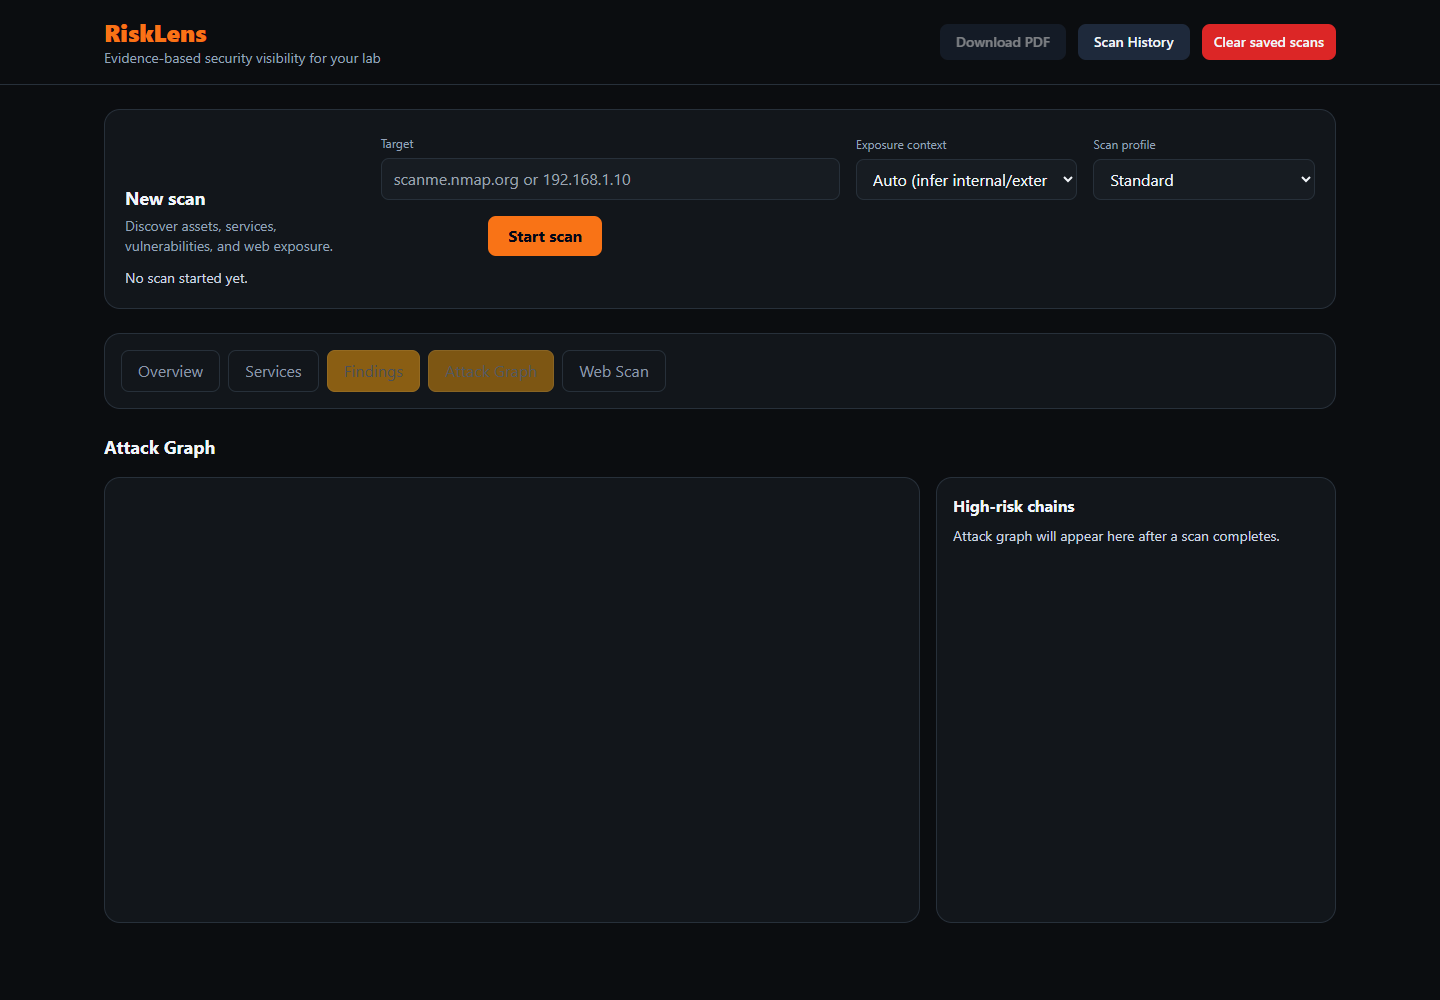 RiskLens
Evidence-based security visibility for your lab
Download PDF
Scan History
Clear saved scans
New scan
Discover assets, services,
vulnerabilities, and web exposure.
No scan started yet.
Target
scanme.nmap.org or 192.168.1.10
Exposure context
Auto (infer internal/exter
Scan profile
Standard
Start scan
Overview
Services
Findings
Attack Graph
Web Scan
Attack Graph
High-risk chains
Attack graph will appear here after a scan completes.